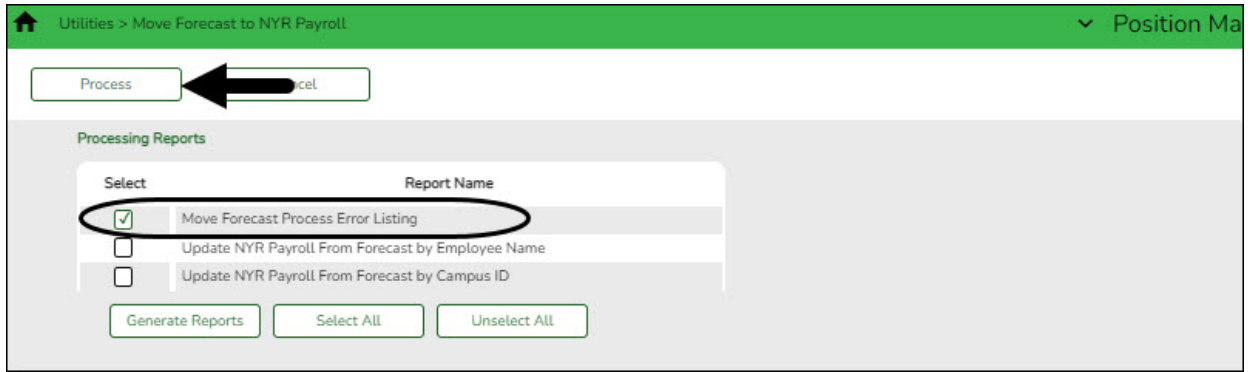 Utilities > Move Forecast to NYR Payroll Position Ma
Process cel
Processing Reports
Select Report Name
Move Forecast Process Error Listing
Update NYR Payroll From Forecast by Employee Name
Update NYR Payroll From Forecast by Campus ID
Generate Reports Select All Unselect All